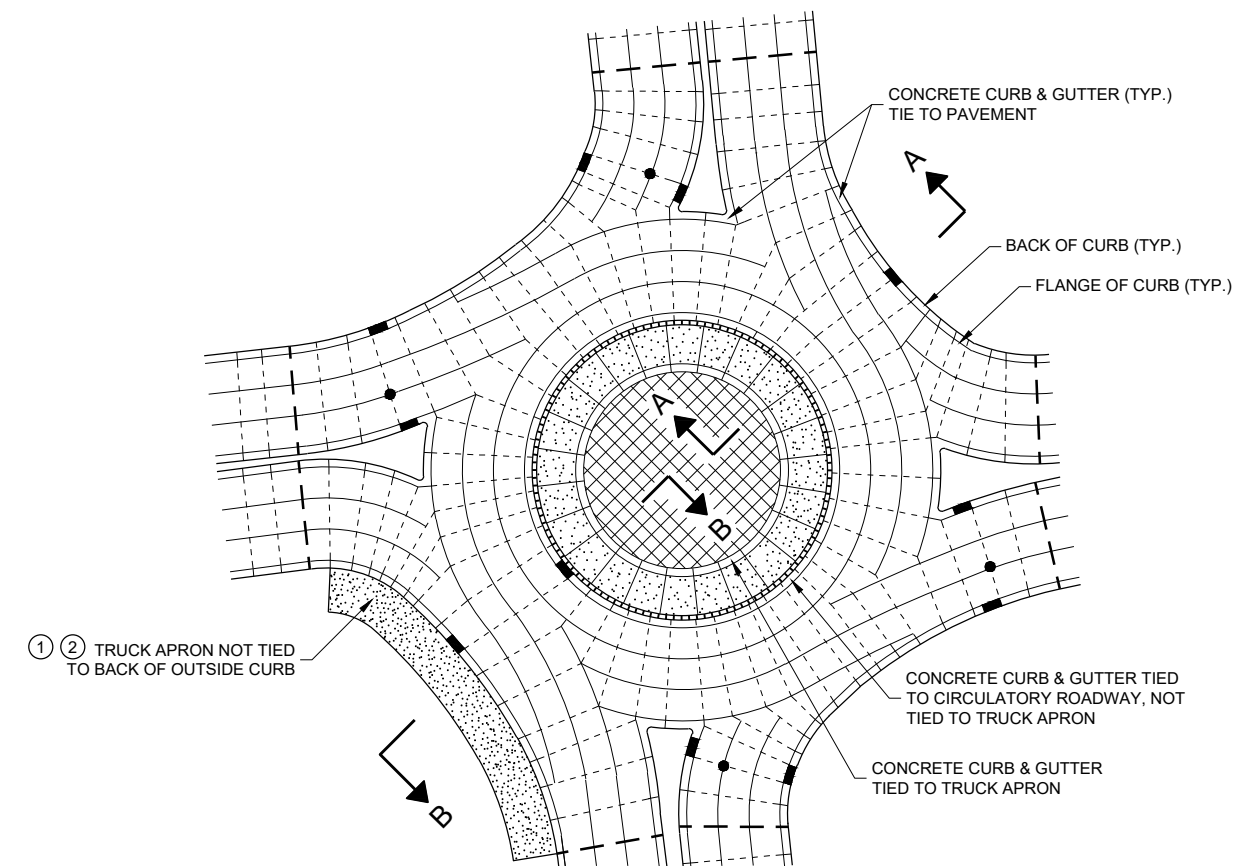 CONCRETE CURB & GUTTER (TYP.)
TIE TO PAVEMENT
A
BACK OF CURB (TYP.)
FLANGE OF CURB (TYP.)
A
B
1 2 TRUCK APRON NOT TIED
TO BACK OF OUTSIDE CURB
CONCRETE CURB & GUTTER TIED
TO CIRCULATORY ROADWAY, NOT
TIED TO TRUCK APRON
CONCRETE CURB & GUTTER
TIED TO TRUCK APRON
B